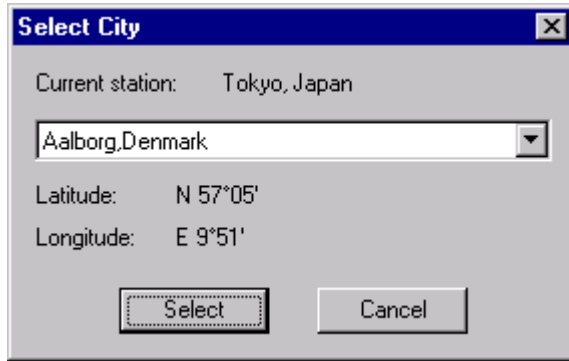 Select City
Current station: Tokyo, Japan
Aalborg,Denmark
Latitude: N 57°05'
Longitude: E 9°51'
Select Cancel